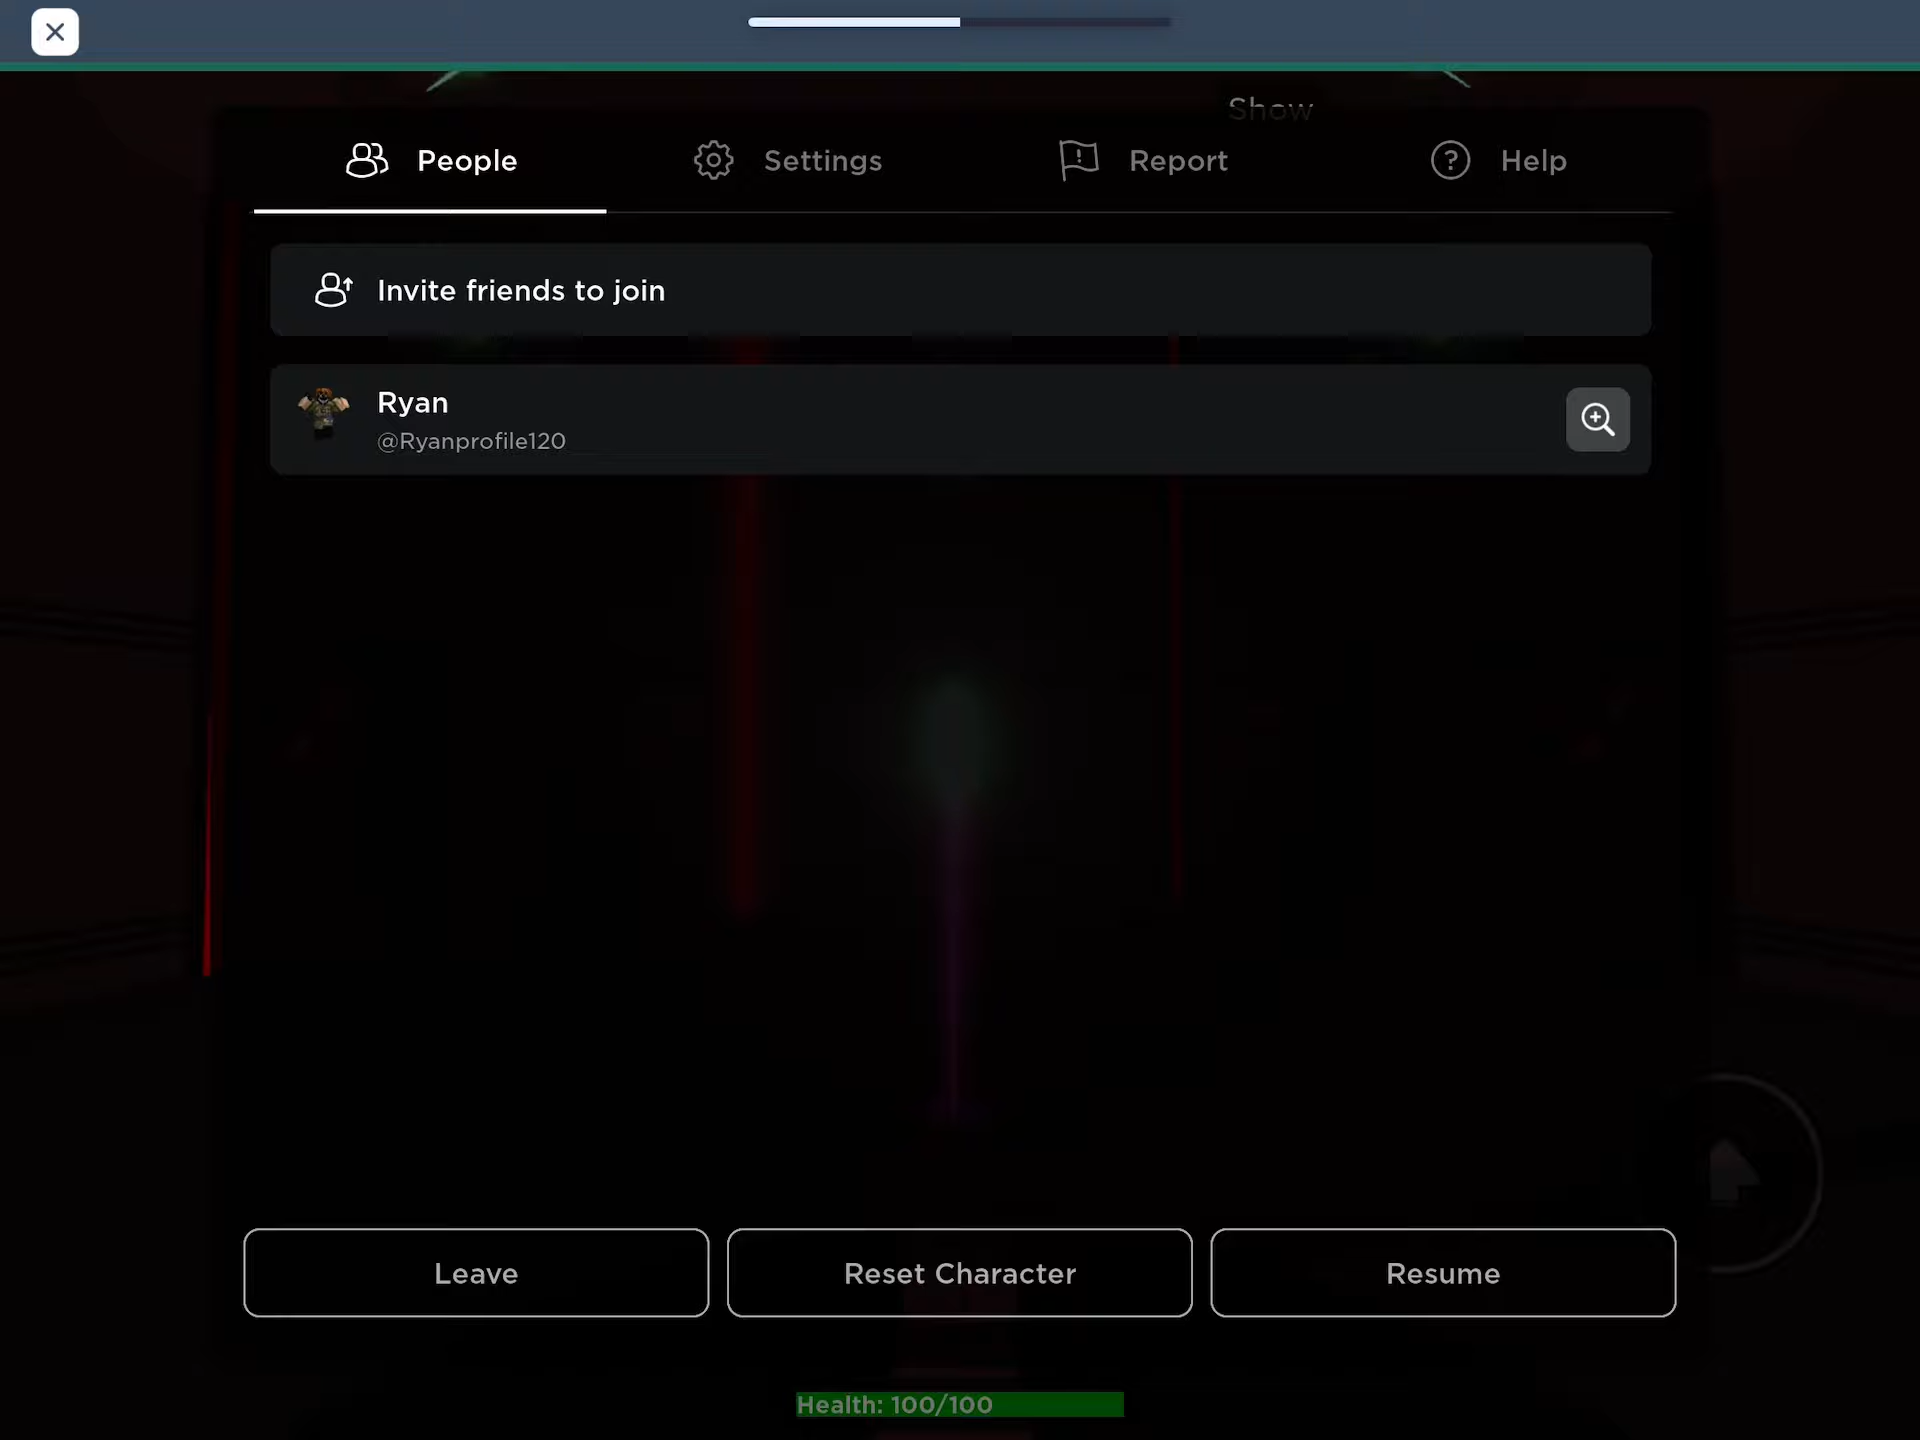 Show
People
Settings
Report
Help
Invite friends to join
Ryan
@Ryanprofile120
Leave
Reset Character
Resume
Health: 100/100